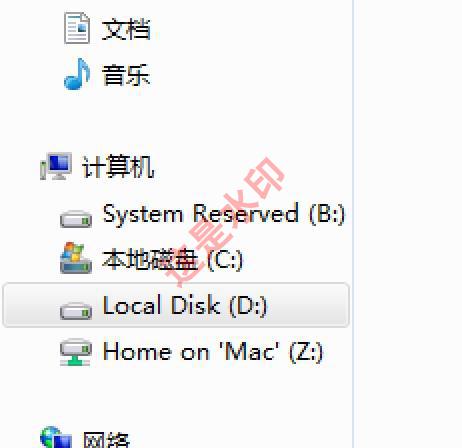 文档
音乐
计算机
System Reserved (B:)
本地磁盘 (C:)
Local Disk (D:)
Home on 'Mac' (Z:)
网络
这是水印